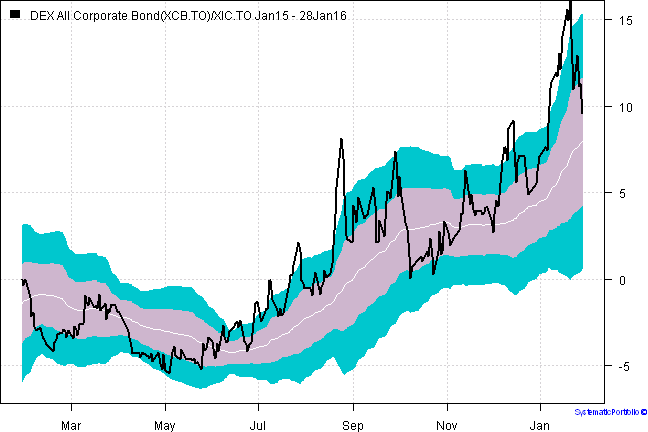 DEX All Corporate Bond(XCB.TO)/XIC.TO Jan15 - 28Jan16
15
10
5
0
-5
Mar May Jul Sep Nov Jan
SystematicPortfolio ©